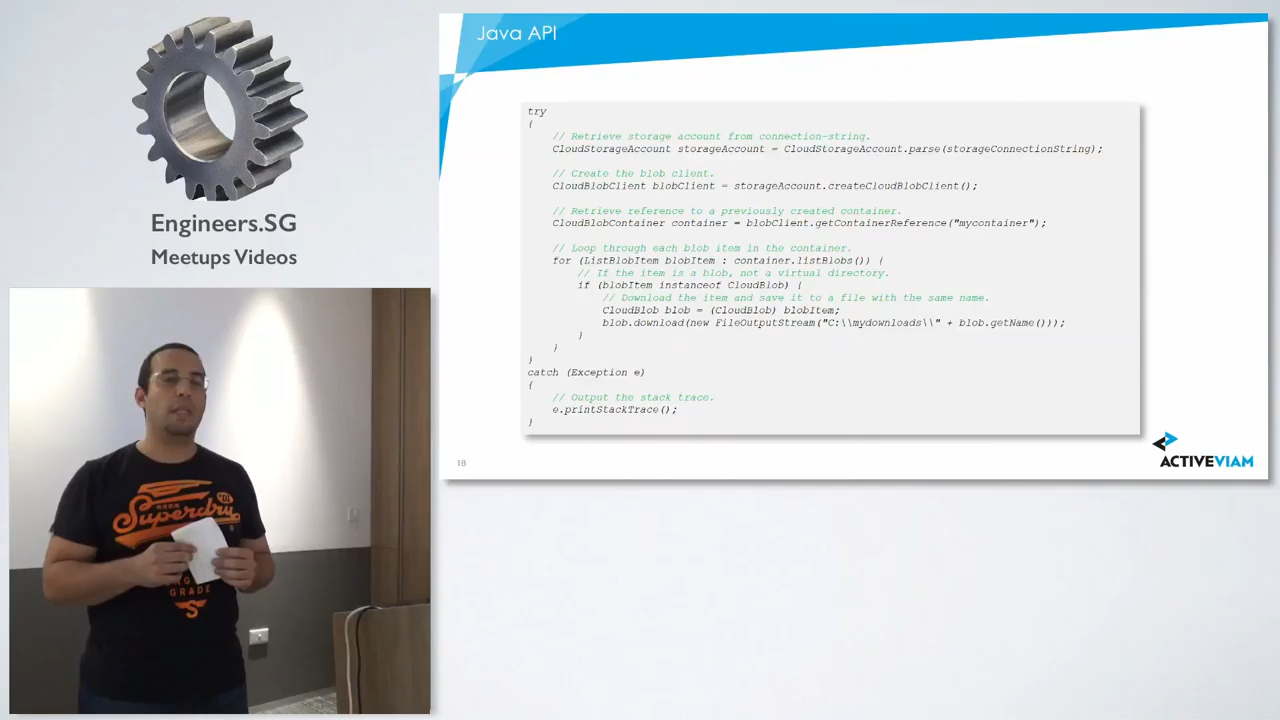 Engineers.SG
Meetups Videos
Java API
try
{
// Retrieve storage account from connection-string.
CloudStorageAccount storageAccount = CloudStorageAccount.parse(storageConnectionString);
// Create the blob client.
CloudBlobClient blobClient = storageAccount.createCloudBlobClient();
// Retrieve reference to a previously created container.
CloudBlobContainer container = blobClient.getContainerReference("mycontainer");
// Loop through each blob item in the container.
for (ListBlobItem blobItem : container.listBlobs()) {
// If the item is a blob, not a virtual directory.
if (blobItem instanceof CloudBlob) {
// Download the item and save it to a file with the same name.
CloudBlob blob = (CloudBlob) blobItem;
blob.download(new FileOutputStream("C:\\mydownloads\\" + blob.getName()));
}
}
}
catch (Exception e)
{
// Output the stack trace.
e.printStackTrace();
}
18
ACTIVEVIAM
Superdry
GRADE
S